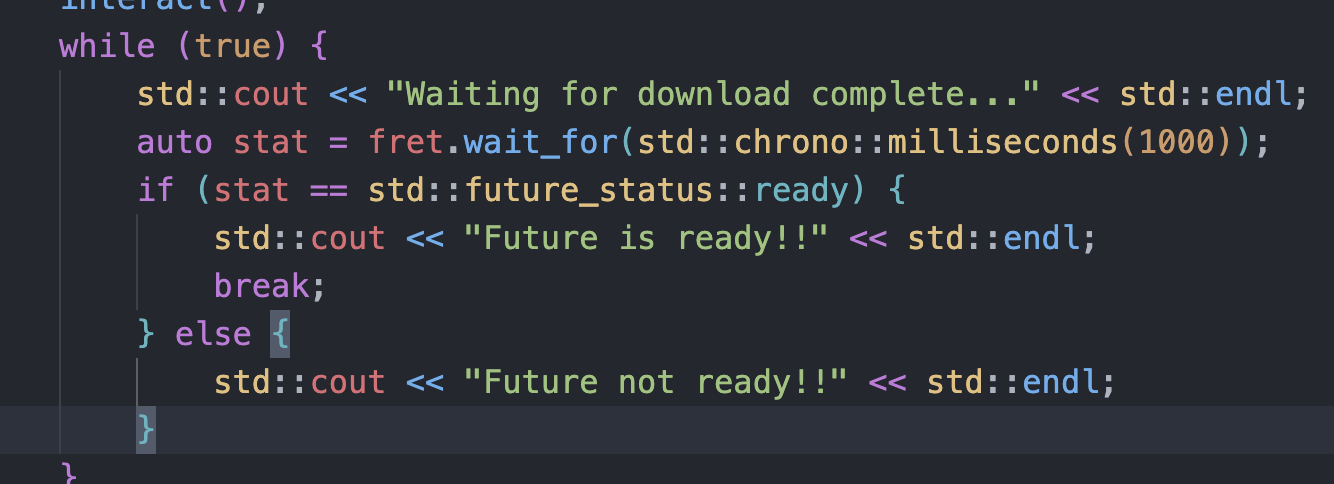 interact();
while (true) {
std::cout << "Waiting for download complete..." << std::endl;
auto stat = fret.wait_for(std::chrono::milliseconds(1000));
if (stat == std::future_status::ready) {
std::cout << "Future is ready!!" << std::endl;
break;
} else {
std::cout << "Future not ready!!" << std::endl;
}
}